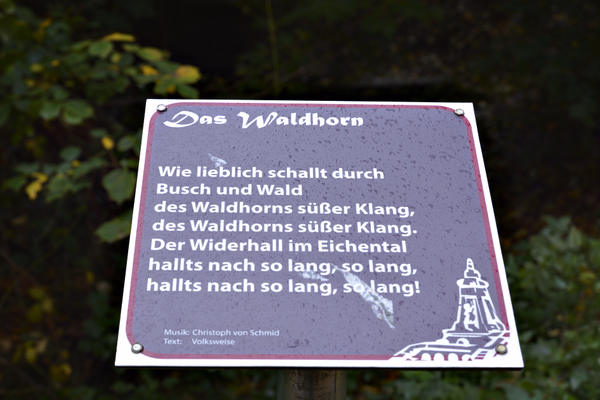 Das Waldhorn
Wie lieblich schallt durch
Busch und Wald
des Waldhorns süßer Klang,
des Waldhorns süßer Klang.
Der Widerhall im Eichental
hallts nach so lang, so lang,
hallts nach so lang, so lang!
Musik: Christoph von Schmid
Text: Volksweise